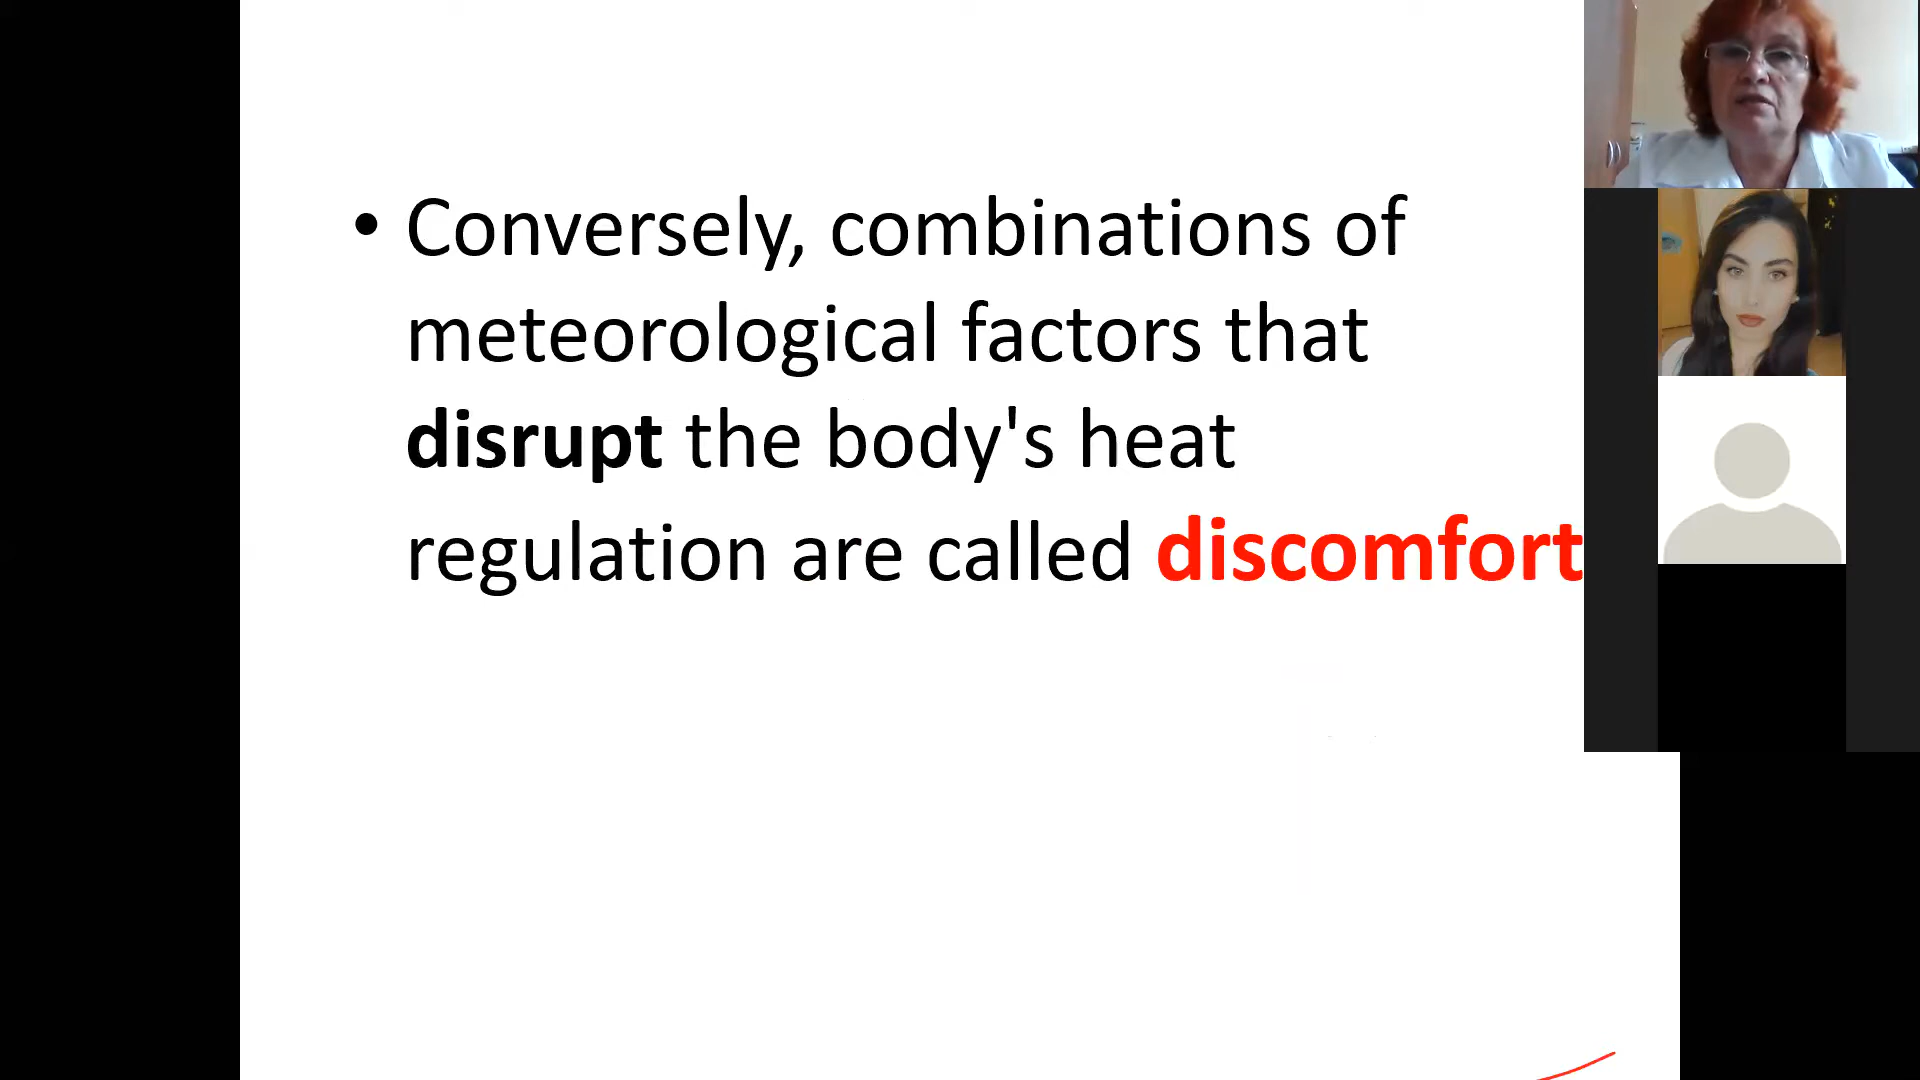 • Conversely, combinations of
meteorological factors that
disrupt the body's heat
regulation are called discomfort